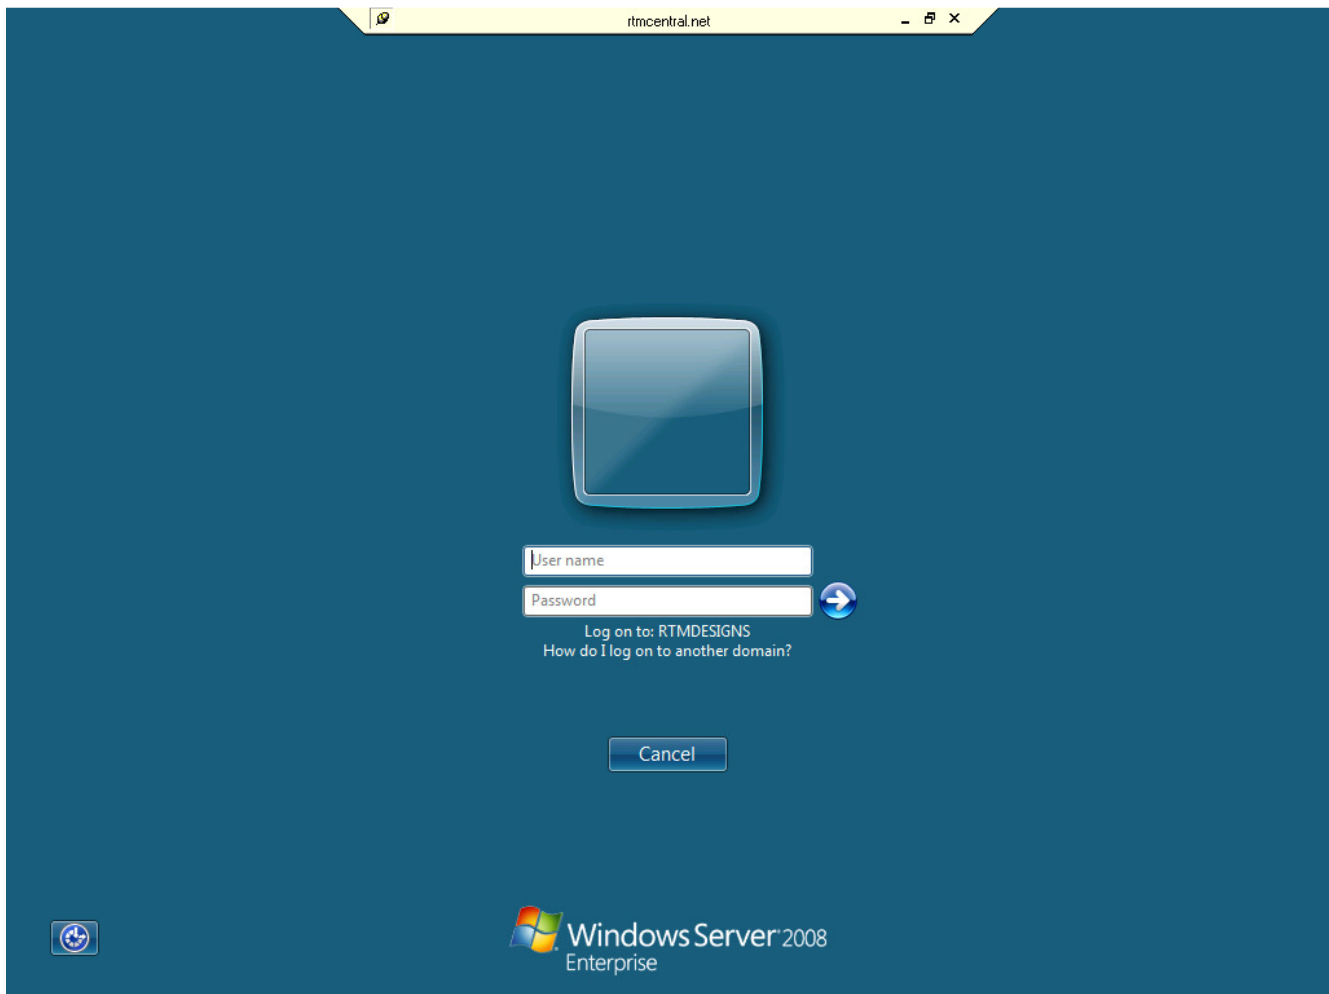 rtmcentral.net
User name
Password
Log on to: RTMDESIGNS
How do I log on to another domain?
Cancel
Windows Server 2008
Enterprise